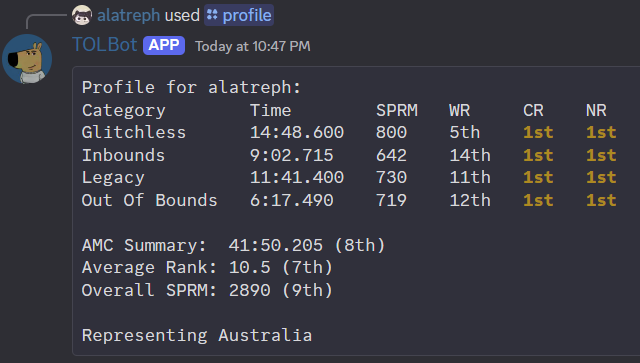 alatreph used profile
TOLBot APP Today at 10:47 PM
Profile for alatreph:
Category Time SPRM WR CR NR
Glitchless 14:48.600 800 5th 1st 1st
Inbounds 9:02.715 642 14th 1st 1st
Legacy 11:41.400 730 11th 1st 1st
Out Of Bounds 6:17.490 719 12th 1st 1st
AMC Summary: 41:50.205 (8th)
Average Rank: 10.5 (7th)
Overall SPRM: 2890 (9th)
Representing Australia